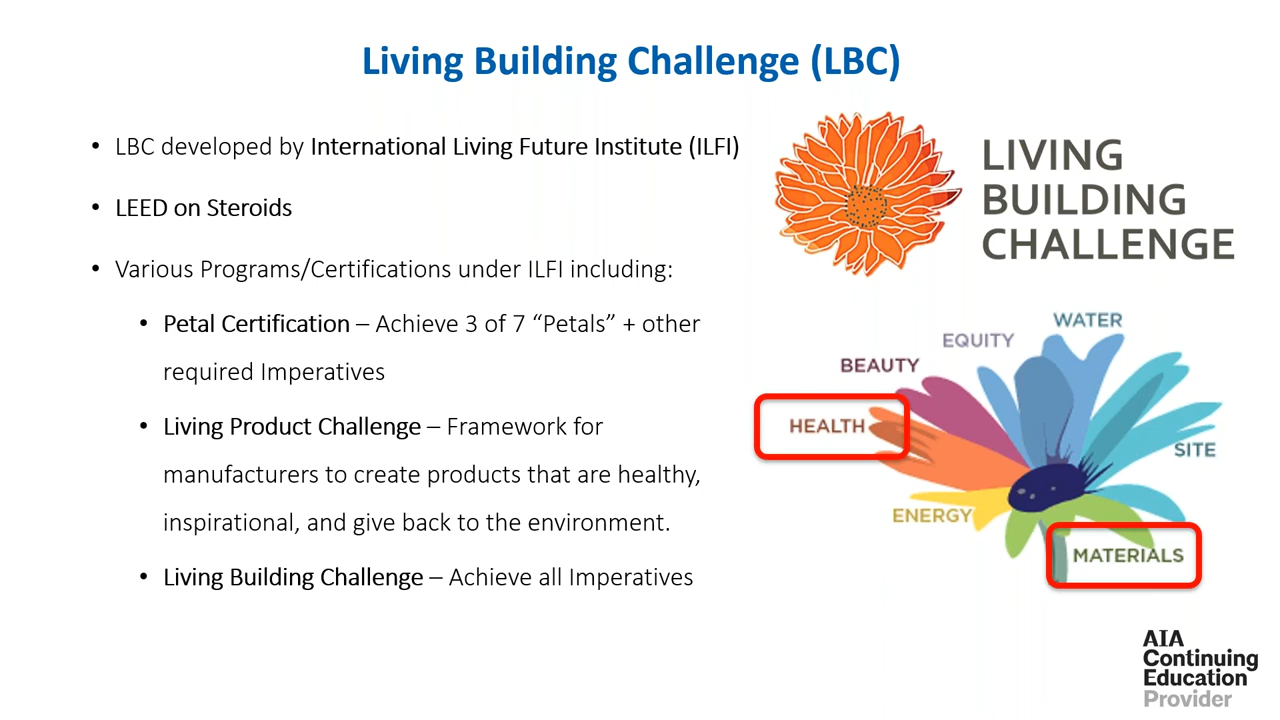 Living Building Challenge (LBC)
• LBC developed by International Living Future Institute (ILFI)
• LEED on Steroids
• Various Programs/Certifications under ILFI including:
• Petal Certification – Achieve 3 of 7 “Petals” + other
required Imperatives
• Living Product Challenge – Framework for
manufacturers to create products that are healthy,
inspirational, and give back to the environment.
• Living Building Challenge – Achieve all Imperatives
LIVING
BUILDING
CHALLENGE
WATER
EQUITY
BEAUTY
HEALTH
SITE
ENERGY
MATERIALS
AIA
Continuing
Education
Provider